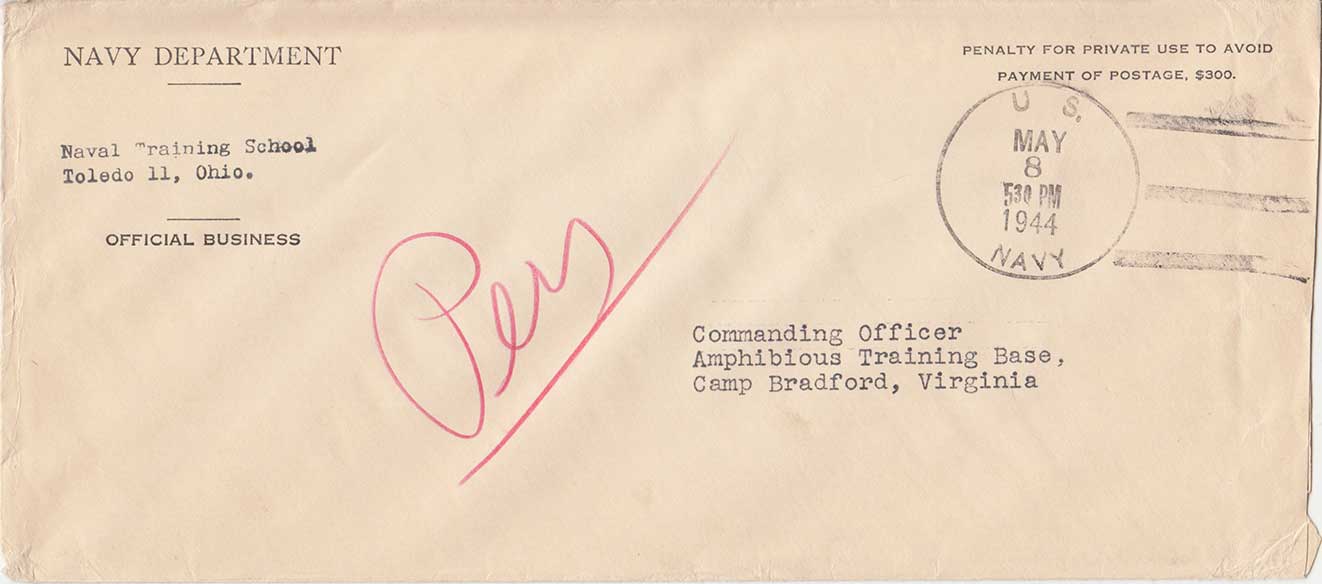 NAVY DEPARTMENT
Naval Training School
Toledo 11, Ohio.
OFFICIAL BUSINESS
PENALTY FOR PRIVATE USE TO AVOID
PAYMENT OF POSTAGE, $300.
U S.
MAY
8
530 PM
1944
NAVY
Pers
Commanding Officer
Amphibious Training Base,
Camp Bradford, Virginia